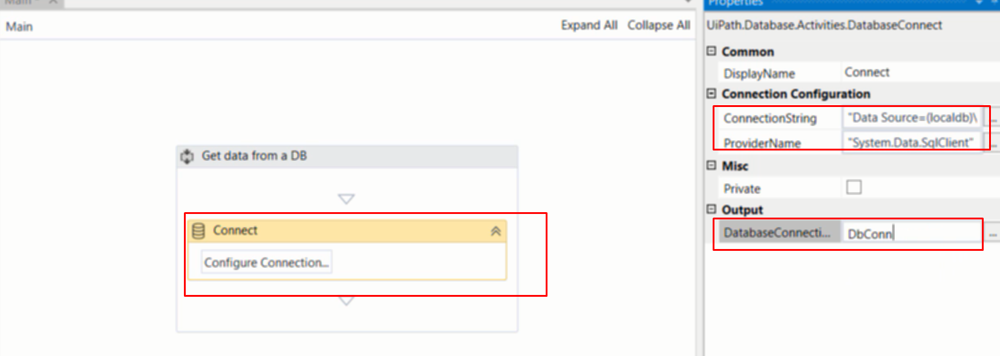 Main
Main
Expand All Collapse All
Get data from a DB
Connect
Configure Connection...
Properties
UiPath.Database.Activities.DatabaseConnect
Common
DisplayName Connect
Connection Configuration
ConnectionString "Data Source=(localdb)\ ...
ProviderName "System.Data.SqlClient" ...
Misc
Private
Output
DatabaseConnecti... DbConn ...